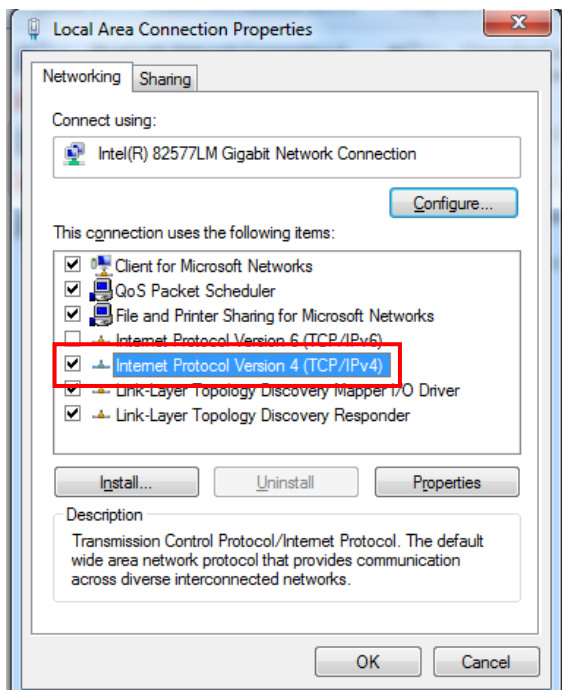 Local Area Connection Properties
Networking
Sharing
Connect using:
Intel(R) 82577LM Gigabit Network Connection
Configure...
This connection uses the following items:
Client for Microsoft Networks
QoS Packet Scheduler
File and Printer Sharing for Microsoft Networks
Internet Protocol Version 6 (TCP/IPv6)
Internet Protocol Version 4 (TCP/IPv4)
Link-Layer Topology Discovery Mapper I/O Driver
Link-Layer Topology Discovery Responder
Install...
Uninstall
Properties
Description
Transmission Control Protocol/Internet Protocol. The default
wide area network protocol that provides communication
across diverse interconnected networks.
OK
Cancel